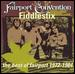 Fairport Convention
Fiddlestix
the best of fairport 1972-1984